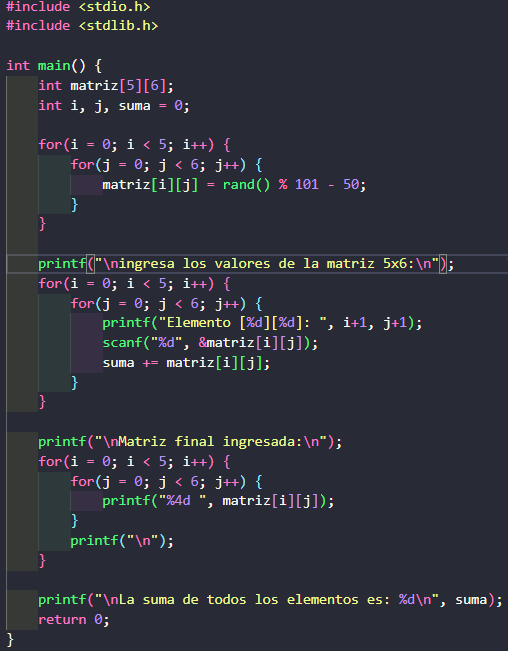 #include <stdio.h>
#include <stdlib.h>

int main() {
    int matriz[5][6];
    int i, j, suma = 0;

    for(i = 0; i < 5; i++) {
        for(j = 0; j < 6; j++) {
            matriz[i][j] = rand() % 101 - 50;
        }
    }

    printf("\ningresa los valores de la matriz 5x6:\n");
    for(i = 0; i < 5; i++) {
        for(j = 0; j < 6; j++) {
            printf("Elemento [%d][%d]: ", i+1, j+1);
            scanf("%d", &matriz[i][j]);
            suma += matriz[i][j];
        }
    }

    printf("\nMatriz final ingresada:\n");
    for(i = 0; i < 5; i++) {
        for(j = 0; j < 6; j++) {
            printf("%4d ", matriz[i][j]);
        }
        printf("\n");
    }

    printf("\nLa suma de todos los elementos es: %d\n", suma);
    return 0;
}